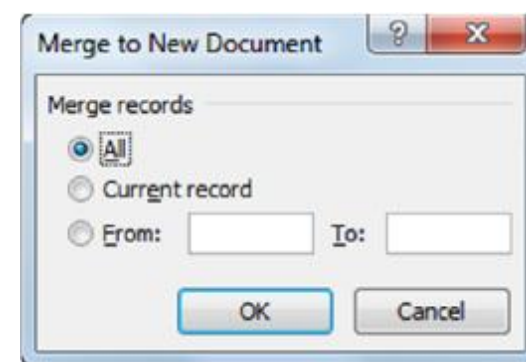 Merge to New Document
Merge records
All
Current record
From: To:
OK Cancel